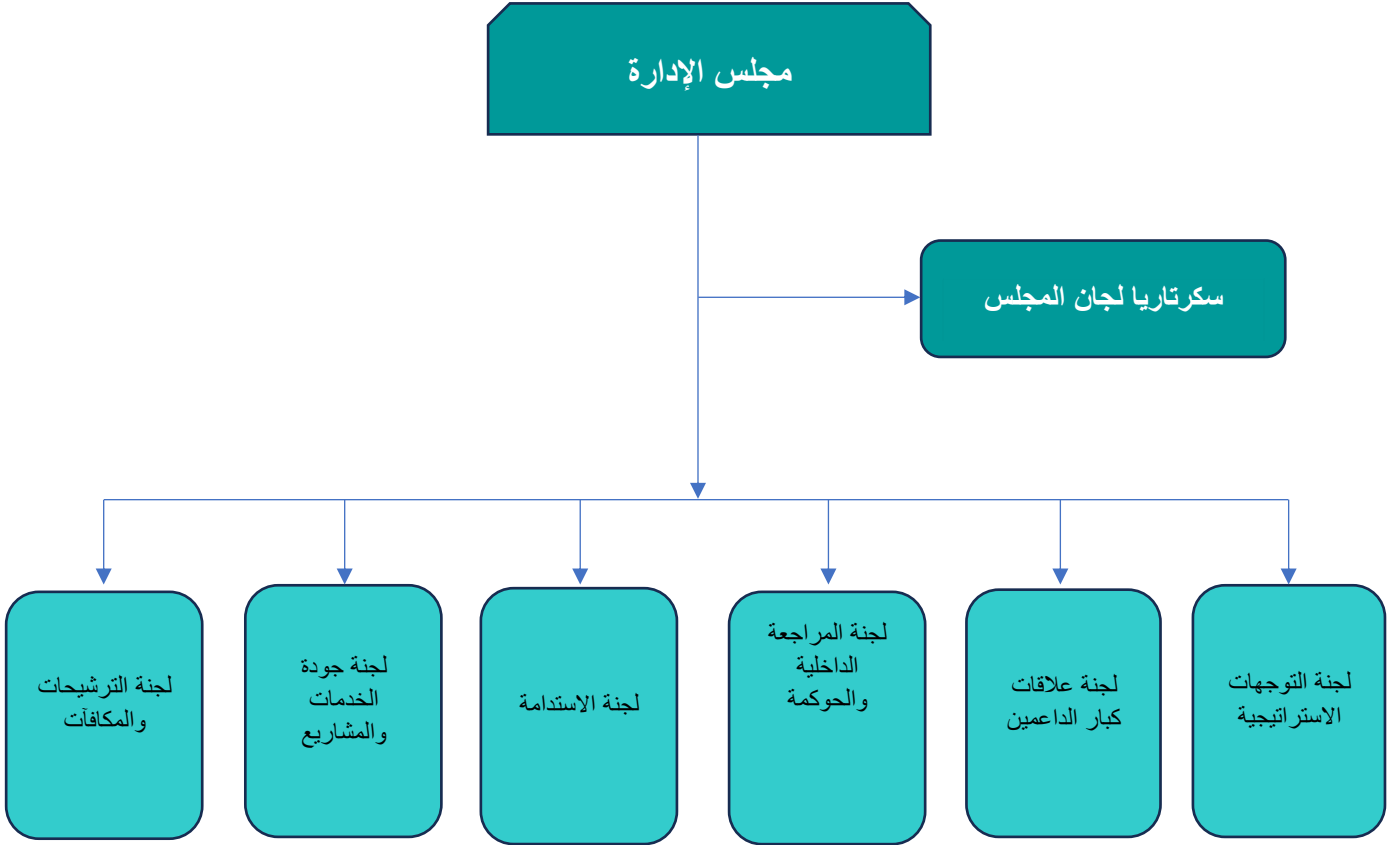 مجلس الإدارة
سكرتاريا لجان المجلس
لجنة التوجهات
الاستراتيجية
لجنة علاقات
كبار الداعمين
لجنة المراجعة
الداخلية
والحوكمة
لجنة الاستدامة
لجنة جودة
الخدمات
والمشاريع
لجنة الترشيحات
والمكافآت